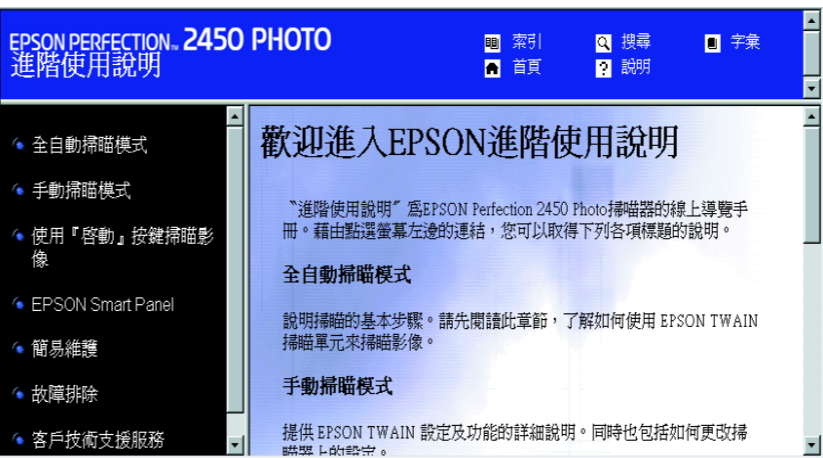 EPSON PERFECTION™ 2450 PHOTO
進階使用說明
索引
搜尋
字彙
首頁
說明
全自動掃瞄模式
手動掃瞄模式
使用『啓動』按鍵掃瞄影
像
EPSON Smart Panel
簡易維護
故障排除
客戶技術支援服務
歡迎進入EPSON進階使用說明
〝進階使用說明〞為EPSON Perfection 2450 Photo掃瞄器的線上導覽手
冊。藉由點選螢幕左邊的連結，您可以取得下列各項標題的說明。
全自動掃瞄模式
說明掃瞄的基本步驟。請先閱讀此章節，了解如何使用 EPSON TWAIN
掃瞄單元來掃瞄影像。
手動掃瞄模式
提供 EPSON TWAIN 設定及功能的詳細說明。同時也包括如何更改掃
瞄器上的設定。